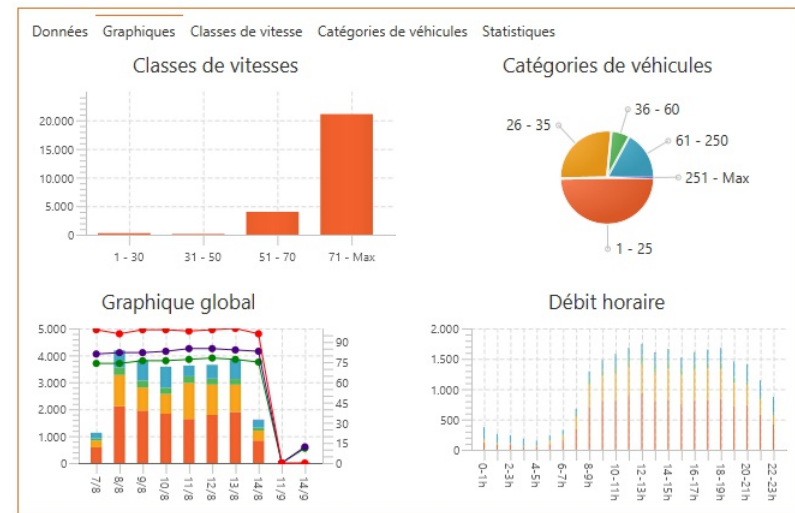 Données Graphiques Classes de vitesse Catégories de véhicules Statistiques
Classes de vitesses
20.000
15.000
10.000
5.000
0
1 - 30 31 - 50 51 - 70 71 - Max
Catégories de véhicules
36 - 60
26 - 35
61 - 250
251 - Max
1 - 25
Graphique global
5.000
4.000
3.000
2.000
1.000
0
90
75
60
45
30
15
0
7/8 8/8 9/8 10/8 11/8 12/8 13/8 14/8 11/9 14/9
Débit horaire
2.000
1.500
1.000
500
0
0-1h 2-3h 4-5h 6-7h 8-9h 10-11h 12-13h 14-15h 16-17h 18-19h 20-21h 22-23h